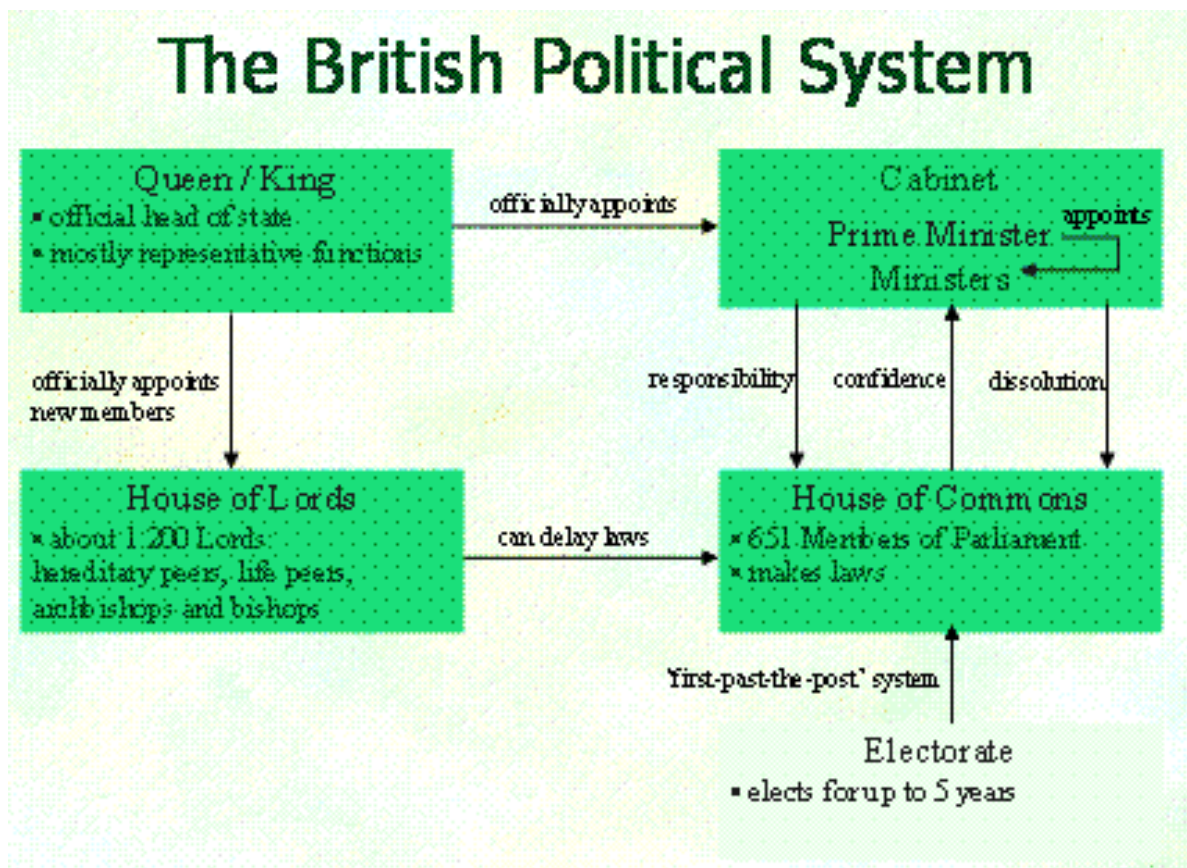 The British Political System
Queen / King
▪ official head of state
▪ mostly representative functions
officially appoints
Cabinet
appoints
Prime Minister
Ministers
officially appoints
new members
responsibility
confidence
dissolution
House of Lords
▪ about 1.200 Lords:
hereditary peers, life peers,
archbishops and bishops
can delay laws
House of Commons
▪ 651 Members of Parliament
▪ makes laws
'first-past-the-post' system
Electorate
▪ elects for up to 5 years